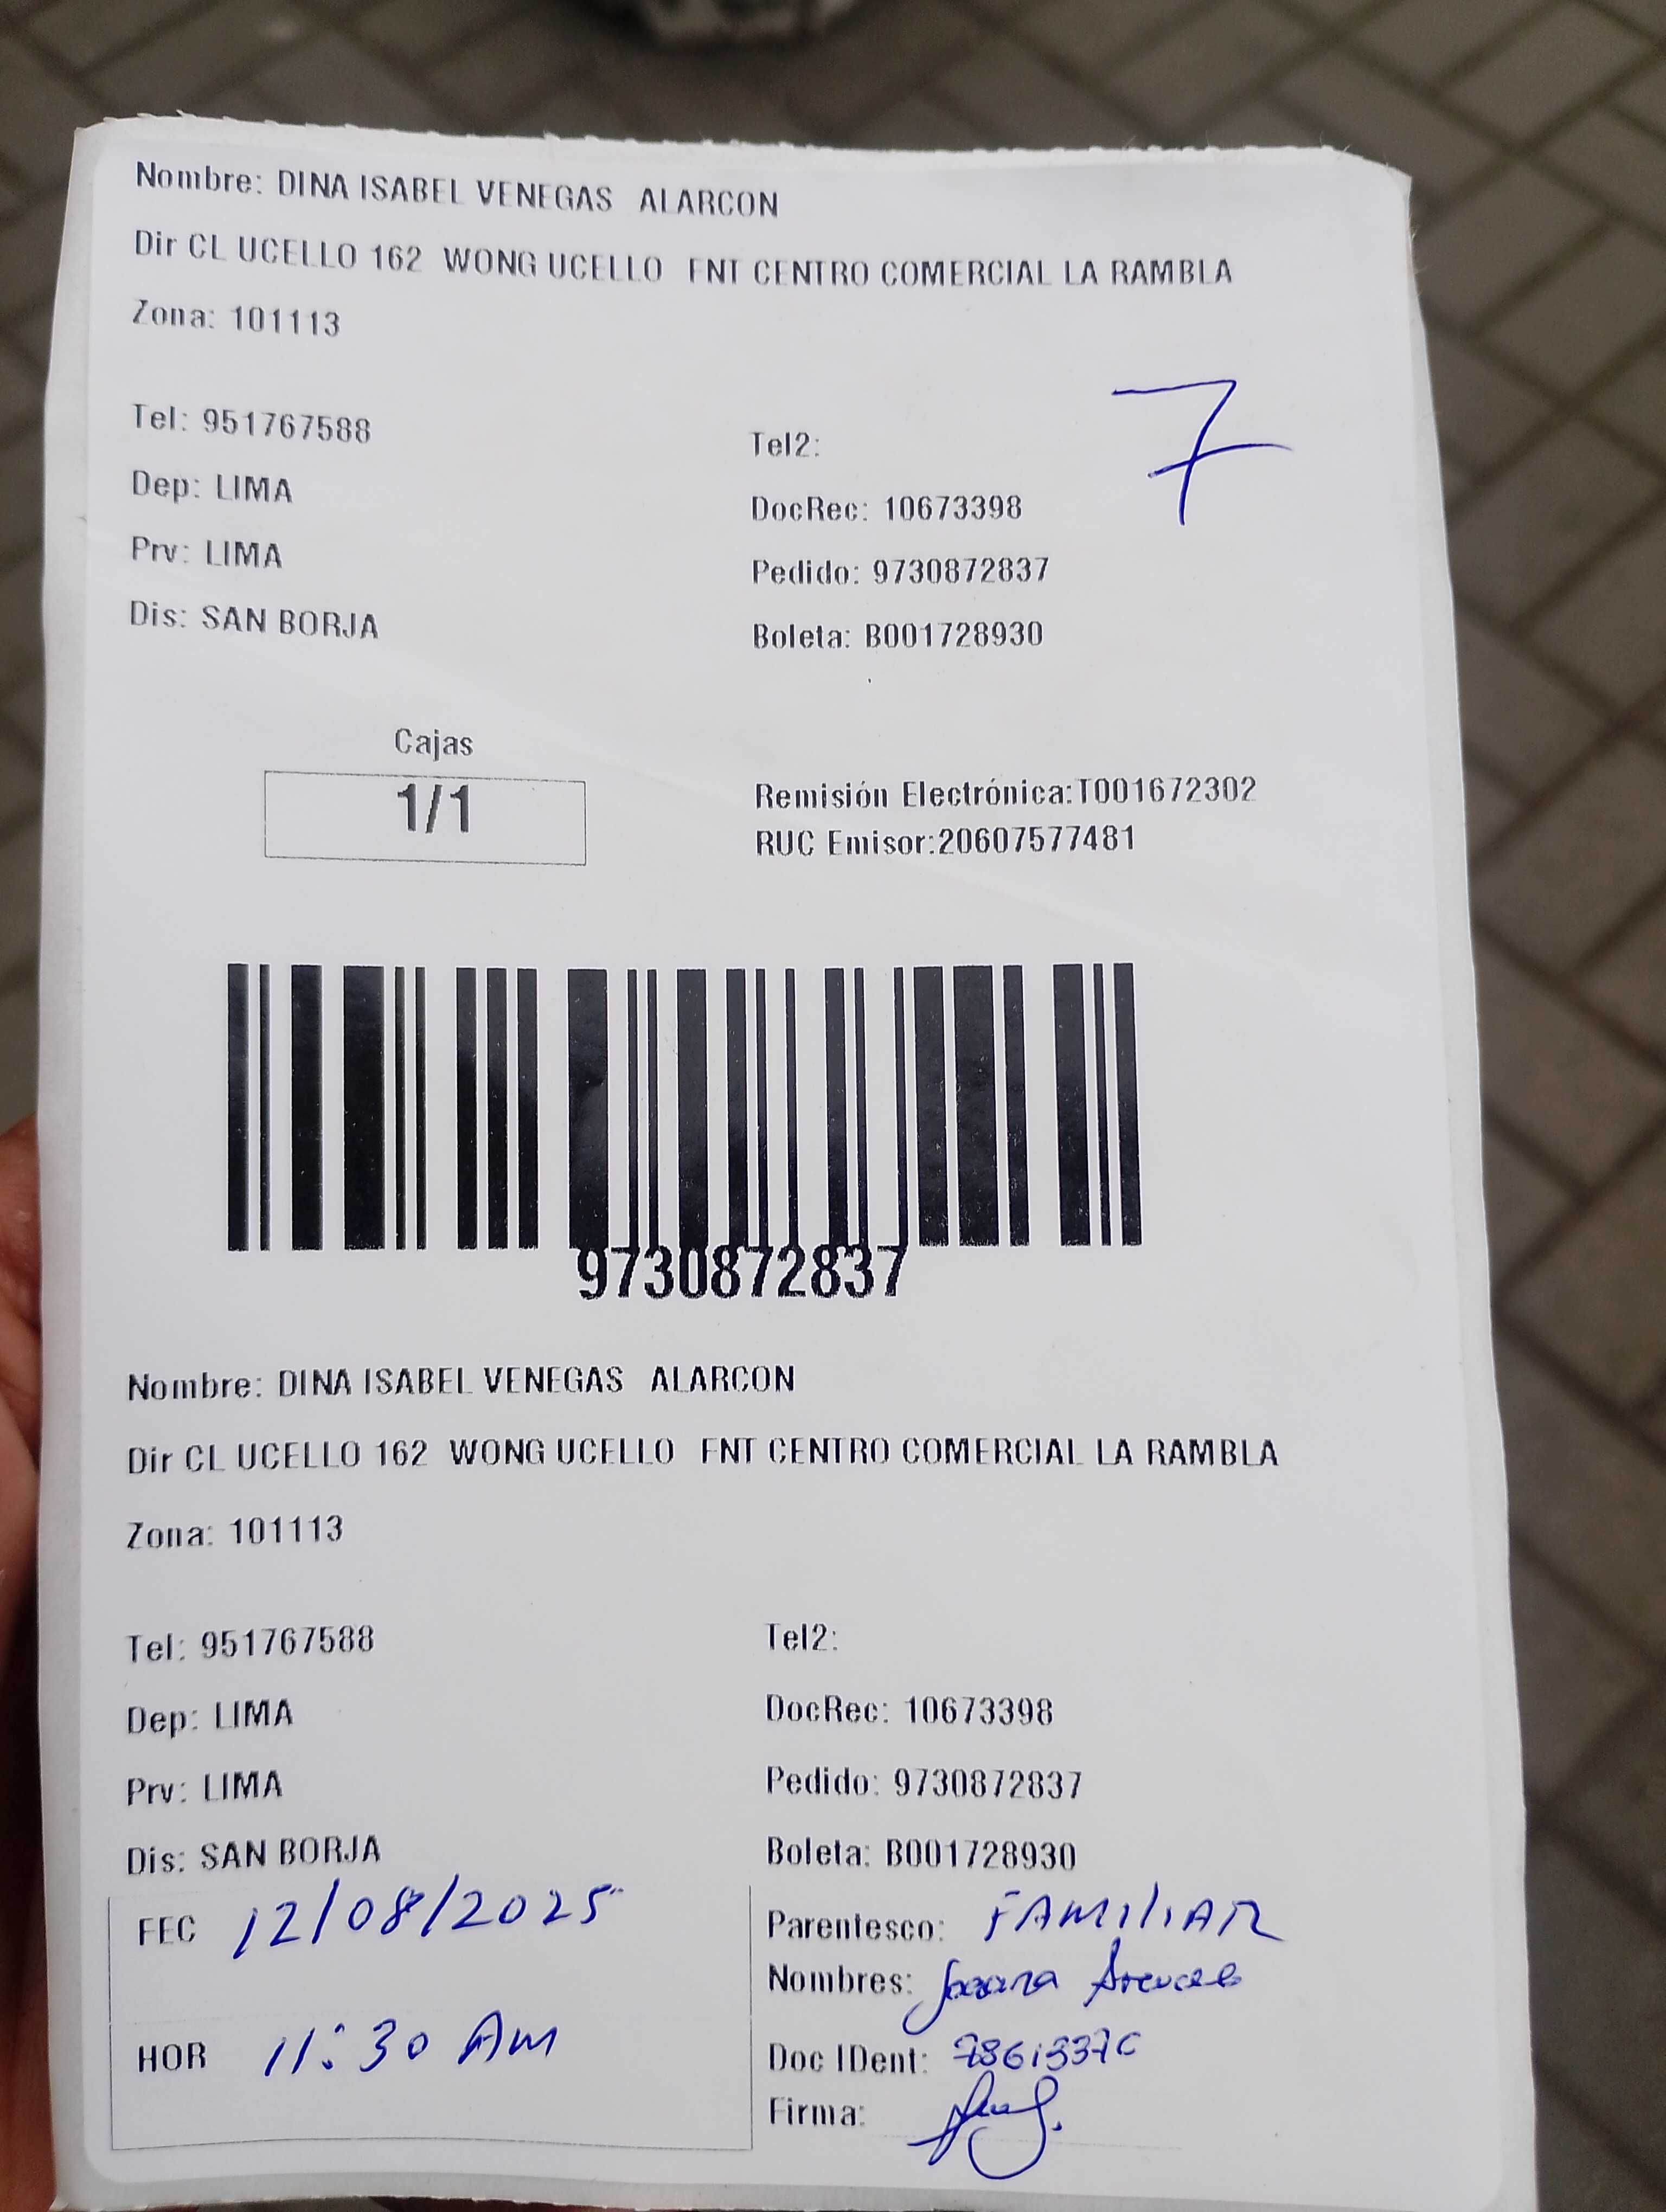 Nombre: DINA ISABEL VENEGAS ALARCON
Dir CL UCELLO 162 WONG UCELLO FNT CENTRO COMERCIAL LA RAMBLA
Zona: 101113
7
Tel: 951767588
Tel2:
Dep: LIMA
DocRec: 10673398
Prv: LIMA
Pedido: 9730872837
Dis: SAN BORJA
Boleta: B001728930
Cajas
1/1
Remisión Electrónica:T001672302
RUC Emisor:20607577481
9730872837
Nombre: DINA ISABEL VENEGAS ALARCON
Dir CL UCELLO 162 WONG UCELLO FNT CENTRO COMERCIAL LA RAMBLA
Zona: 101113
Tel: 951767588
Tel2:
Dep: LIMA
DocRec: 10673398
Prv: LIMA
Pedido: 9730872837
Dis: SAN BORJA
Boleta: B001728930
FEC 12/08/2025
Parentesco: FAMILIAR
Nombres:
HOR 11:30 Am
Doc IDent:
Firma: